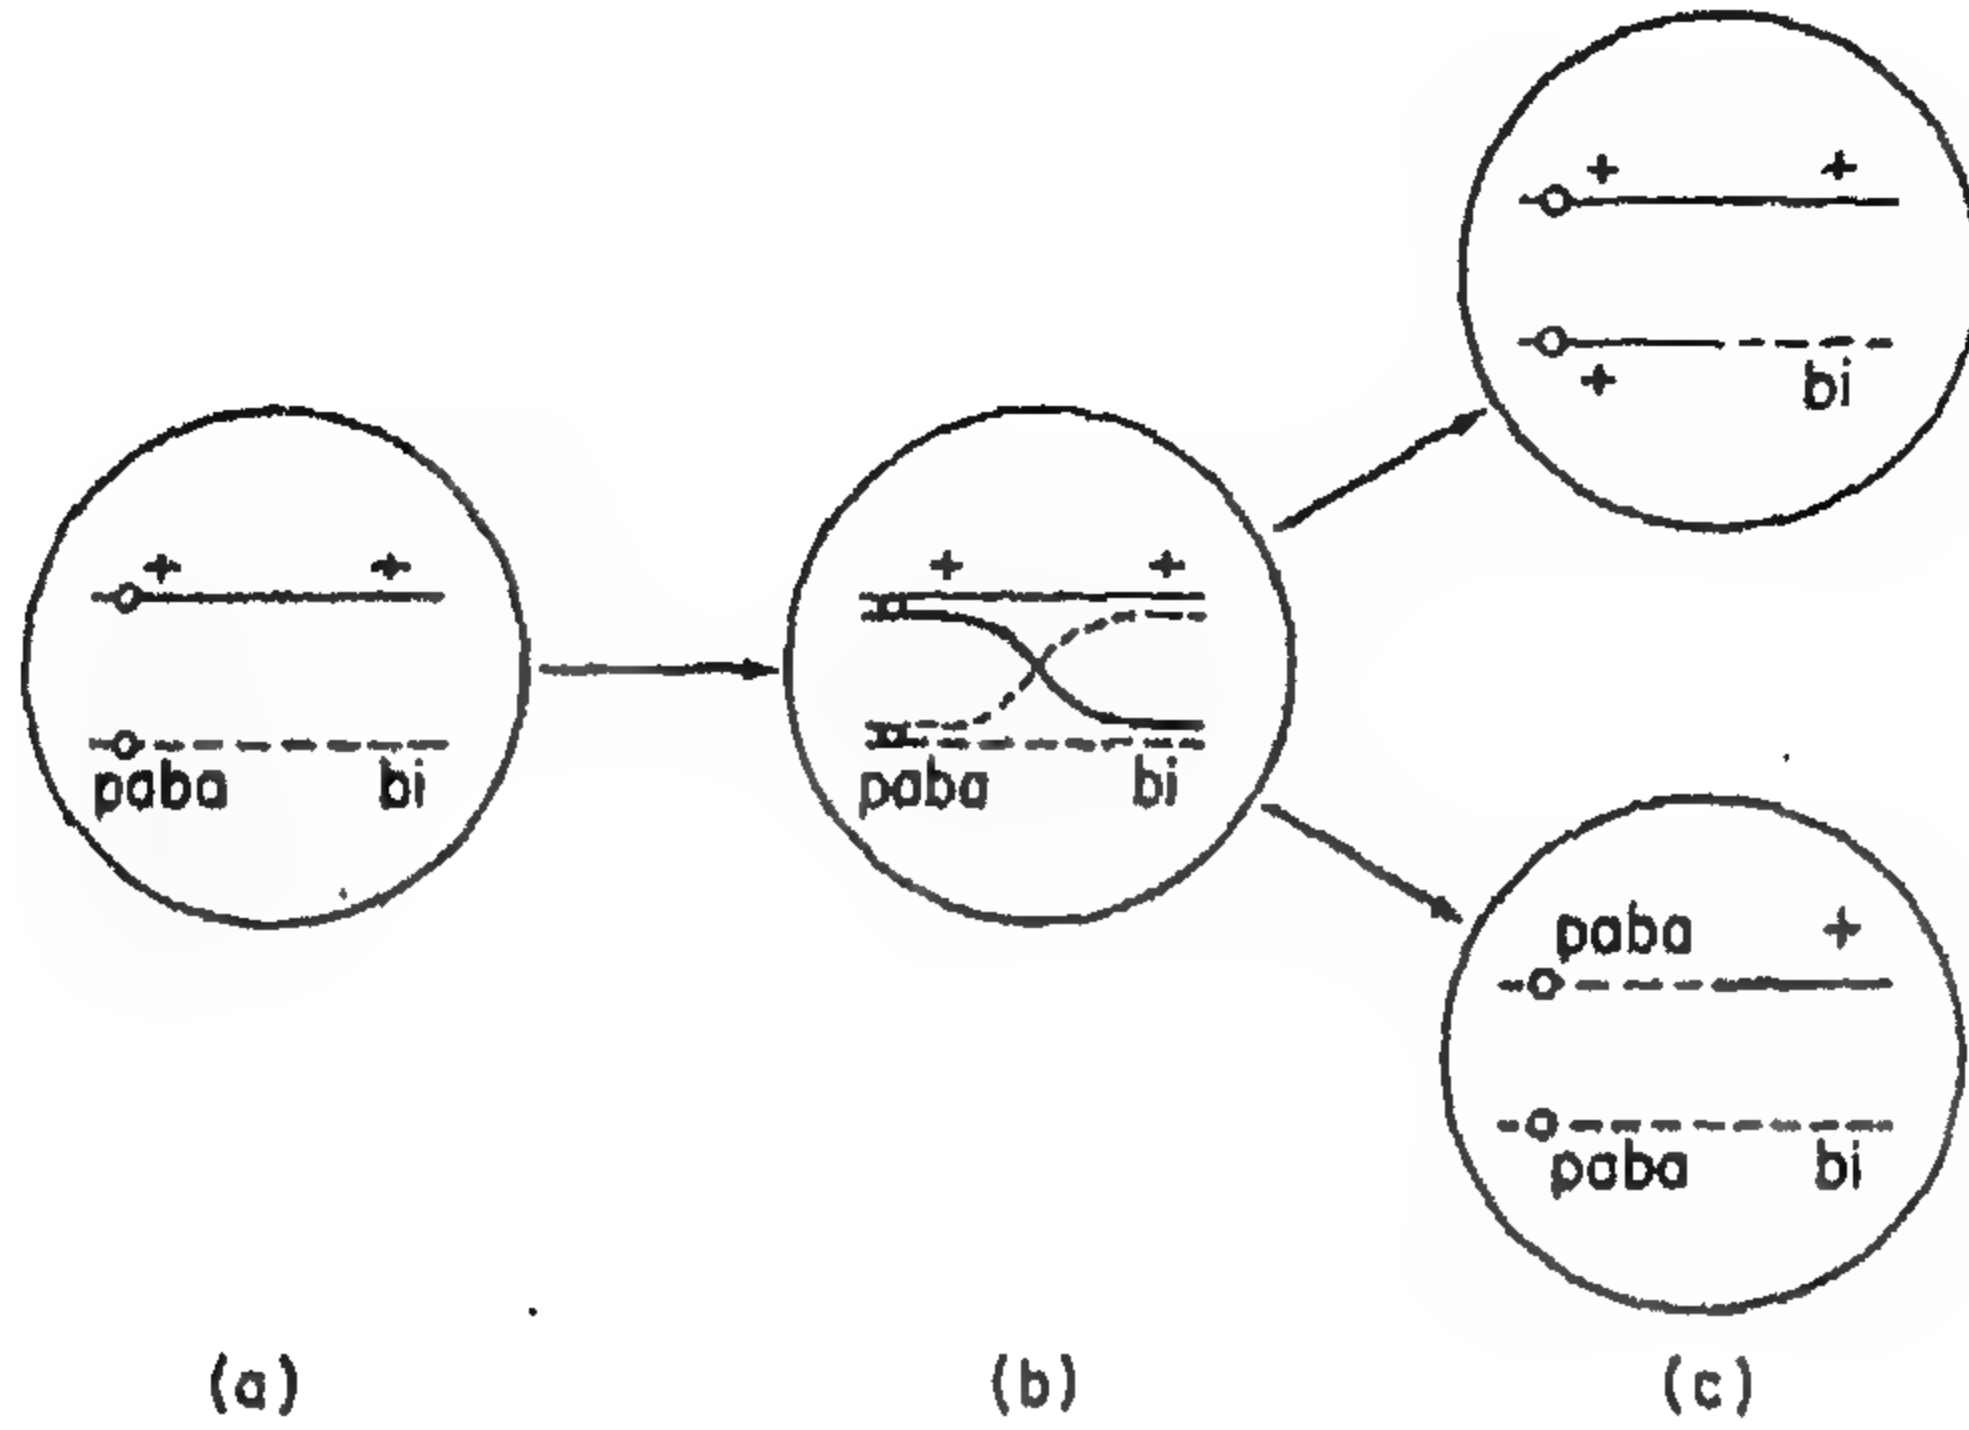 + +
+ bi
+ +
paba bi
+ +
paba bi
paba +
paba bi
(a) (b) (c)